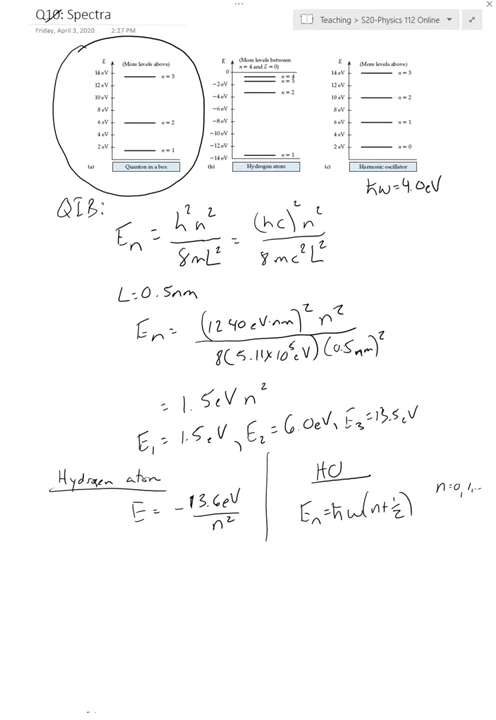 Q10: Spectra
Friday, April 3, 2020 2:27 PM
Teaching > S20-Physics 112 Online
E (More levels above)
14 eV n = 3
12 eV
10 eV
8 eV
6 eV n = 2
4 eV
2 eV n = 1
(a) Quanton in a box
E (More levels between n = 4 and E = 0)
0 n = 4
−2 eV n = 3
−4 eV n = 2
−6 eV
−8 eV
−10 eV
−12 eV
−14 eV n = 1
(b) Hydrogen atom
E (More levels above)
14 eV n = 3
12 eV
10 eV n = 2
8 eV
6 eV n = 1
4 eV
2 eV n = 0
(c) Harmonic oscillator
ħω=4.0eV
QIB:
E_n = h²n²/8mL² = (hc)²n²/8mc²L²
L=0.5nm
E_n = (1240eV·nm)² n²/8(5.11×10⁵eV)(0.5nm)²
= 1.5eV n²
E₁ = 1.5eV, E₂ = 6.0eV, E₃ = 13.5eV
Hydrogen atom
E = −13.6eV/n²
HO
E_n = ħω(n+½) n=0,1,...